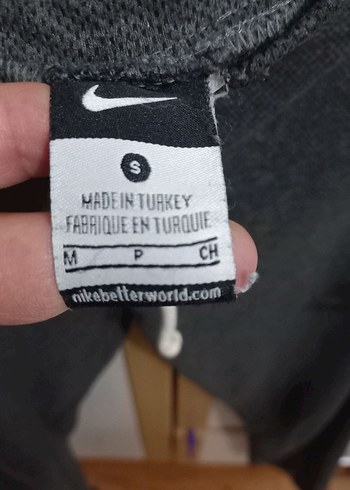 S
MADE IN TURKEY
FABRIQUE EN TURQUIE
M P CH
nikebetterworld.com